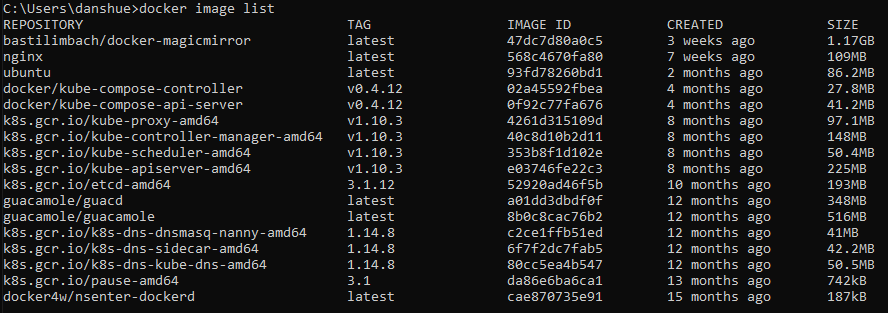 C:\Users\danshue>docker image list
REPOSITORY TAG IMAGE ID CREATED SIZE
bastilimbach/docker-magicmirror latest 47dc7d80a0c5 3 weeks ago 1.17GB
nginx latest 568c4670fa80 7 weeks ago 109MB
ubuntu latest 93fd78260bd1 2 months ago 86.2MB
docker/kube-compose-controller v0.4.12 02a45592fbea 4 months ago 27.8MB
docker/kube-compose-api-server v0.4.12 0f92c77fa676 4 months ago 41.2MB
k8s.gcr.io/kube-proxy-amd64 v1.10.3 4261d315109d 8 months ago 97.1MB
k8s.gcr.io/kube-controller-manager-amd64 v1.10.3 40c8d10b2d11 8 months ago 148MB
k8s.gcr.io/kube-scheduler-amd64 v1.10.3 353b8f1d102e 8 months ago 50.4MB
k8s.gcr.io/kube-apiserver-amd64 v1.10.3 e03746fe22c3 8 months ago 225MB
k8s.gcr.io/etcd-amd64 3.1.12 52920ad46f5b 10 months ago 193MB
guacamole/guacd latest a01dd3dbdf0f 12 months ago 348MB
guacamole/guacamole latest 8b0c8cac76b2 12 months ago 516MB
k8s.gcr.io/k8s-dns-dnsmasq-nanny-amd64 1.14.8 c2ce1ffb51ed 12 months ago 41MB
k8s.gcr.io/k8s-dns-sidecar-amd64 1.14.8 6f7f2dc7fab5 12 months ago 42.2MB
k8s.gcr.io/k8s-dns-kube-dns-amd64 1.14.8 80cc5ea4b547 12 months ago 50.5MB
k8s.gcr.io/pause-amd64 3.1 da86e6ba6ca1 13 months ago 742kB
docker4w/nsenter-dockerd latest cae870735e91 15 months ago 187kB